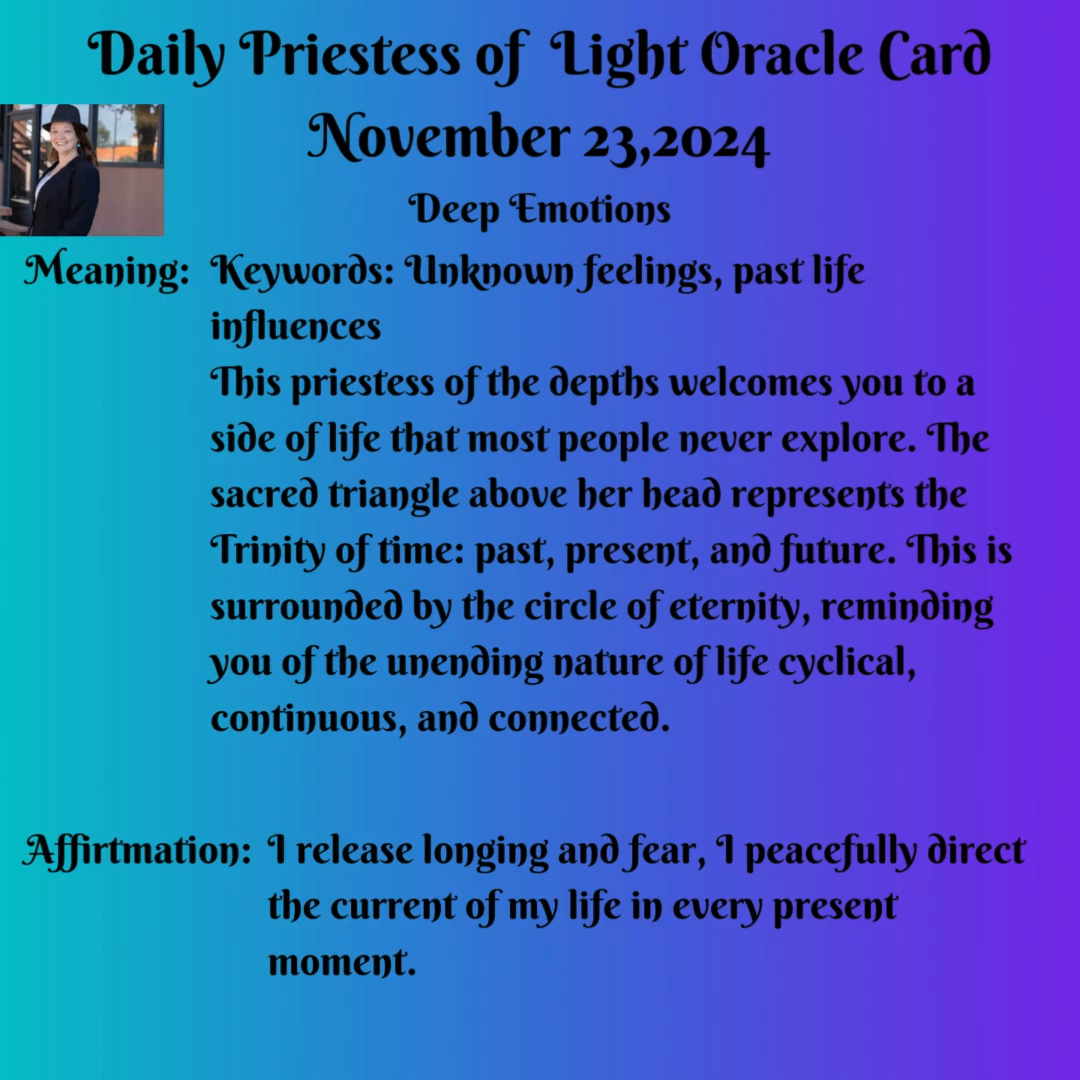 Daily Priestess of Light Oracle Card
November 23,2024
Deep Emotions
Meaning: Keywords: Unknown feelings, past life
influences
This priestess of the depths welcomes you to a
side of life that most people never explore. The
sacred triangle above her head represents the
Trinity of time: past, present, and future. This is
surrounded by the circle of eternity, reminding
you of the unending nature of life cyclical,
continuous, and connected.
Affirtmation: I release longing and fear, I peacefully direct
the current of my life in every present
moment.